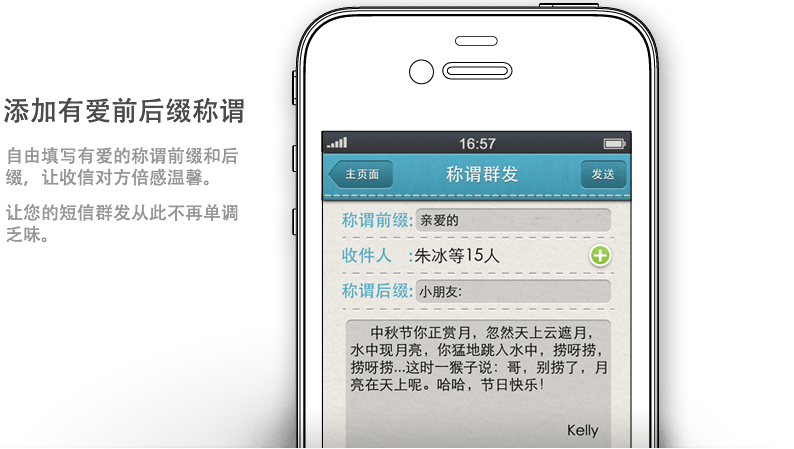 添加有爱前后缀称谓
自由填写有爱的称谓前缀和后
缀，让收信对方倍感温馨。
让您的短信群发从此不再单调
乏味。
16:57
主页面
称谓群发
发送
称谓前缀:亲爱的
收件人 :朱冰等15人
称谓后缀:小朋友:
中秋节你正赏月，忽然天上云遮月，
水中现月亮，你猛地跳入水中，捞呀捞，
捞呀捞...这时一猴子说：哥，别捞了，月
亮在天上呢。哈哈，节日快乐！
Kelly